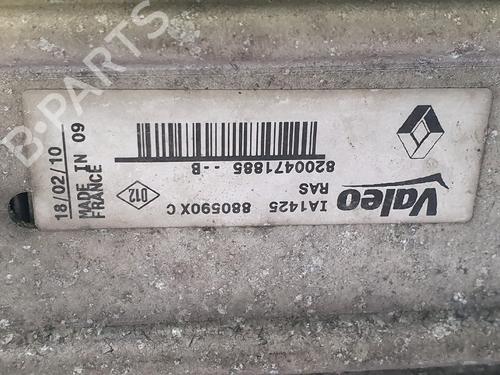 Valeo
IA1425
RAS
880590X C
D12
8200471885 - - B
18/02/10
MADE IN 09
FRANCE
B-PARTS